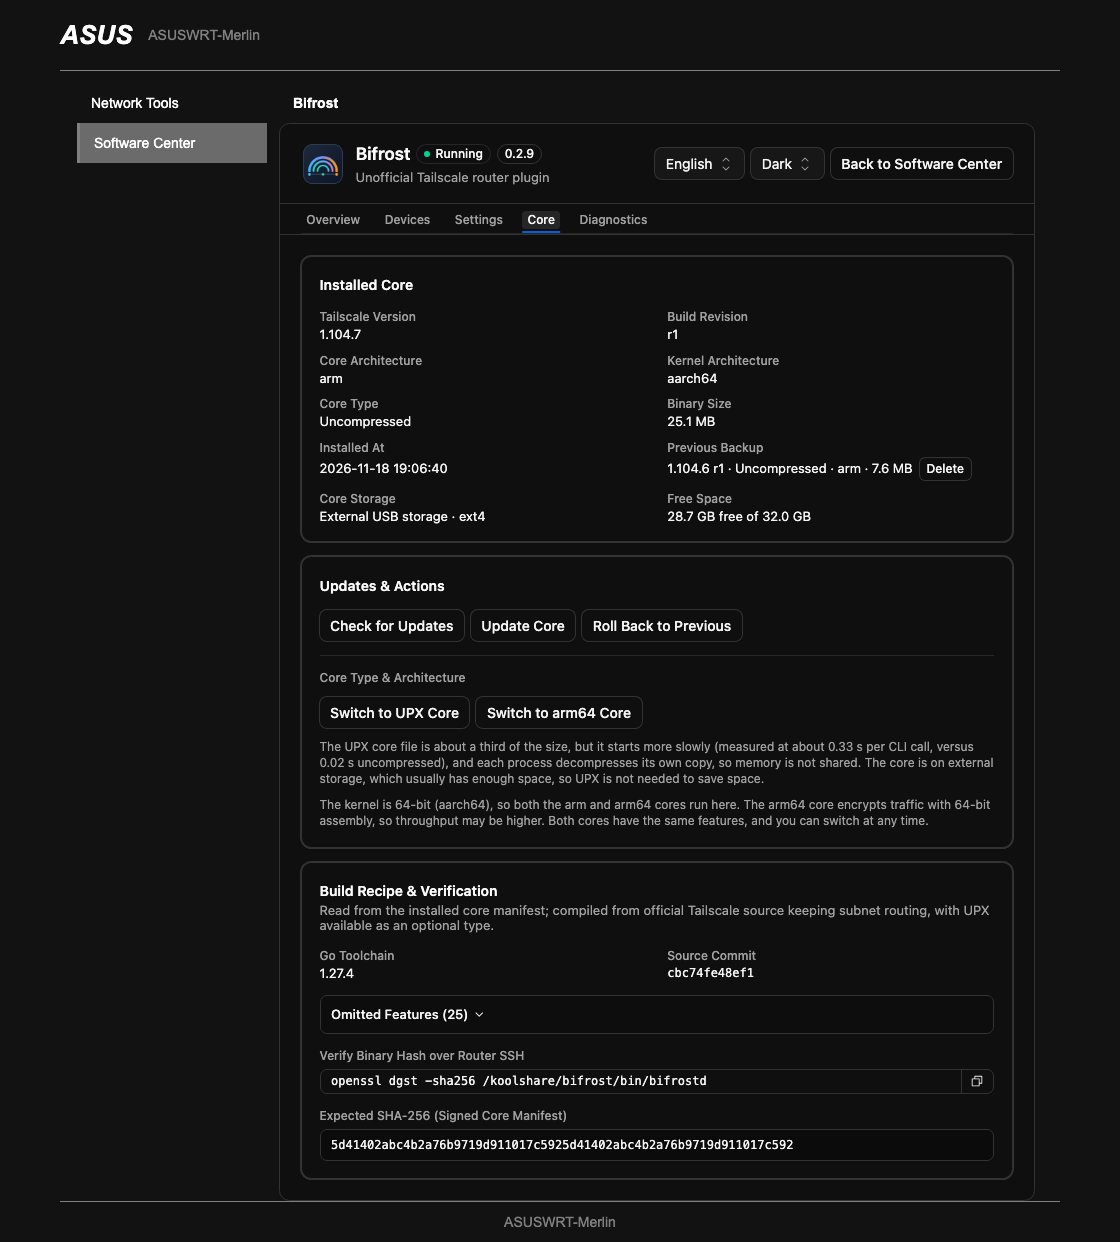 ASUS ASUSWRT-Merlin
Network Tools
Software Center
Bifrost
Bifrost Running 0.2.9
Unofficial Tailscale router plugin
English Dark Back to Software Center
Overview Devices Settings Core Diagnostics
Installed Core
Tailscale Version
1.104.7
Build Revision
r1
Core Architecture
arm
Kernel Architecture
aarch64
Core Type
Uncompressed
Binary Size
25.1 MB
Installed At
2026-11-18 19:06:40
Previous Backup
1.104.6 r1 · Uncompressed · arm · 7.6 MB Delete
Core Storage
External USB storage · ext4
Free Space
28.7 GB free of 32.0 GB
Updates & Actions
Check for Updates Update Core Roll Back to Previous
Core Type & Architecture
Switch to UPX Core Switch to arm64 Core
The UPX core file is about a third of the size, but it starts more slowly (measured at about 0.33 s per CLI call, versus
0.02 s uncompressed), and each process decompresses its own copy, so memory is not shared. The core is on external
storage, which usually has enough space, so UPX is not needed to save space.
The kernel is 64-bit (aarch64), so both the arm and arm64 cores run here. The arm64 core encrypts traffic with 64-bit
assembly, so throughput may be higher. Both cores have the same features, and you can switch at any time.
Build Recipe & Verification
Read from the installed core manifest; compiled from official Tailscale source keeping subnet routing, with UPX
available as an optional type.
Go Toolchain
1.27.4
Source Commit
cbc74fe48ef1
Omitted Features (25)
Verify Binary Hash over Router SSH
openssl dgst -sha256 /koolshare/bifrost/bin/bifrostd
Expected SHA-256 (Signed Core Manifest)
5d41402abc4b2a76b9719d911017c5925d41402abc4b2a76b9719d911017c592
ASUSWRT-Merlin